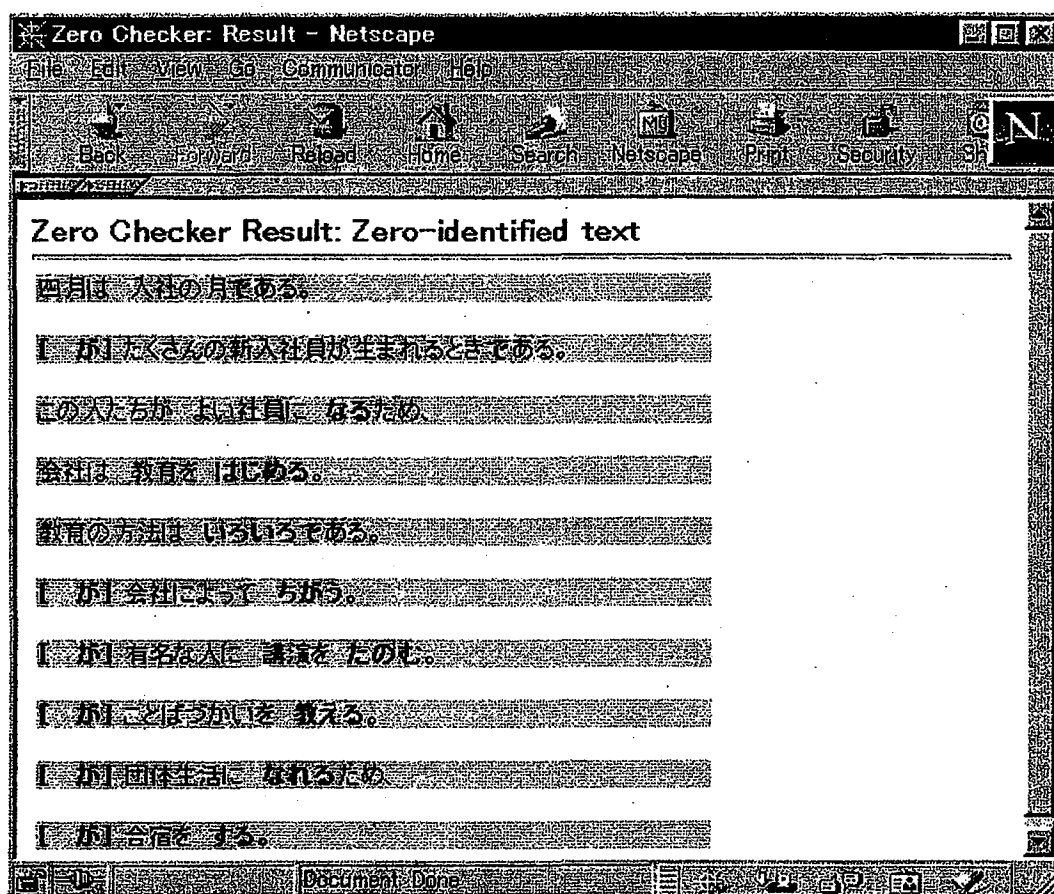 Zero Checker: Result - Netscape
File Edit View Go Communicator Help
Back Forward Reload Home Search Netscape Print Security Sh
N
Zero Checker Result: Zero-identified text
四月は 入社の月である。
[ が] たくさんの新入社員が生まれるときである。
この人たちが よい社員に なるため、
会社は 教育を はじめる。
教育の方法は いろいろである。
[ が] 会社によって ちがう。
[ が] 有名な人に 講演を たのむ。
[ が] ことばづかいを 教える。
[ が] 団体生活に なれるため、
[ が] 合宿を する。
Document: Done